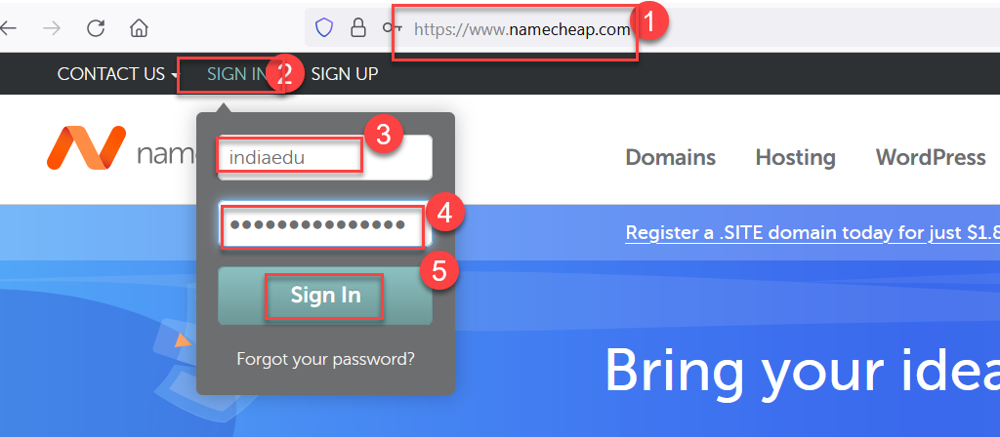 https://www.namecheap.com 1
CONTACT US SIGN IN 2 SIGN UP
name
Domains Hosting WordPress
indiaedu 3
4
Register a .SITE domain today for just $1.8
Sign In 5
Forgot your password?
Bring your idea